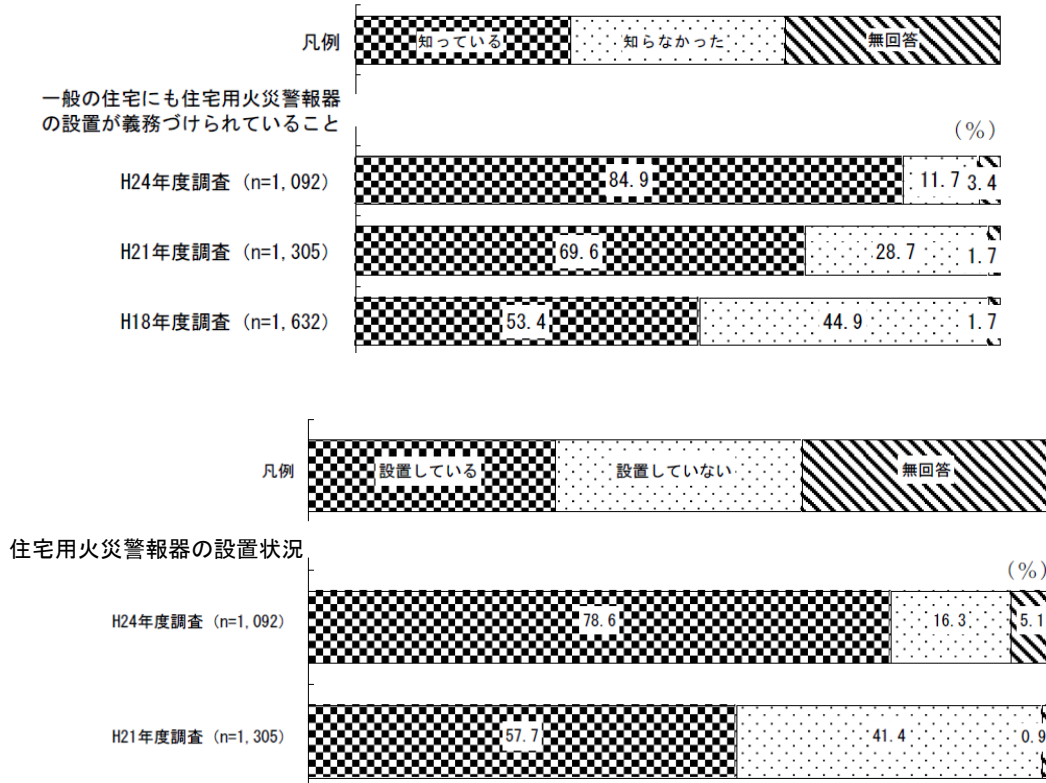 凡例
知っている
知らなかった
無回答
一般の住宅にも住宅用火災警報器
の設置が義務づけられていること
(%)
H24年度調査 (n=1,092)
84.9
11.7
3.4
H21年度調査 (n=1,305)
69.6
28.7
1.7
H18年度調査 (n=1,632)
53.4
44.9
1.7
凡例
設置している
設置していない
無回答
住宅用火災警報器の設置状況
(%)
H24年度調査 (n=1,092)
78.6
16.3
5.1
H21年度調査 (n=1,305)
57.7
41.4
0.9